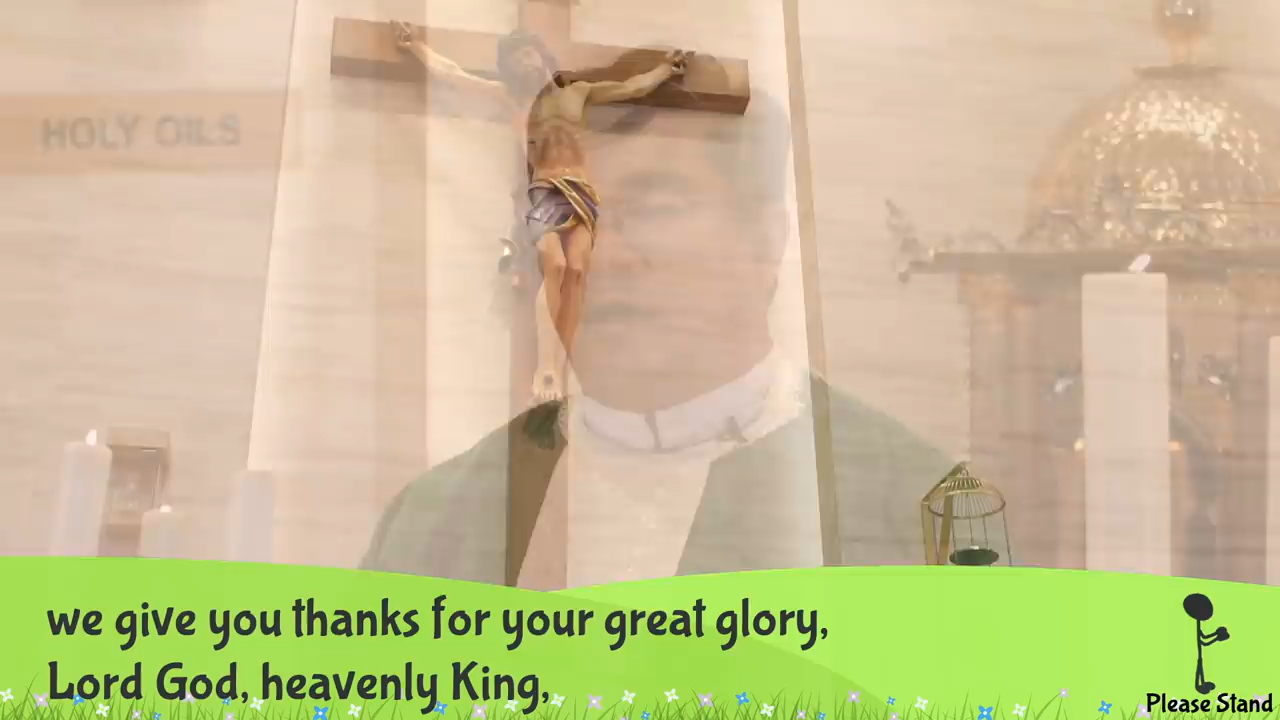 HOLY OILS
we give you thanks for your great glory,
Lord God, heavenly King,
Please Stand